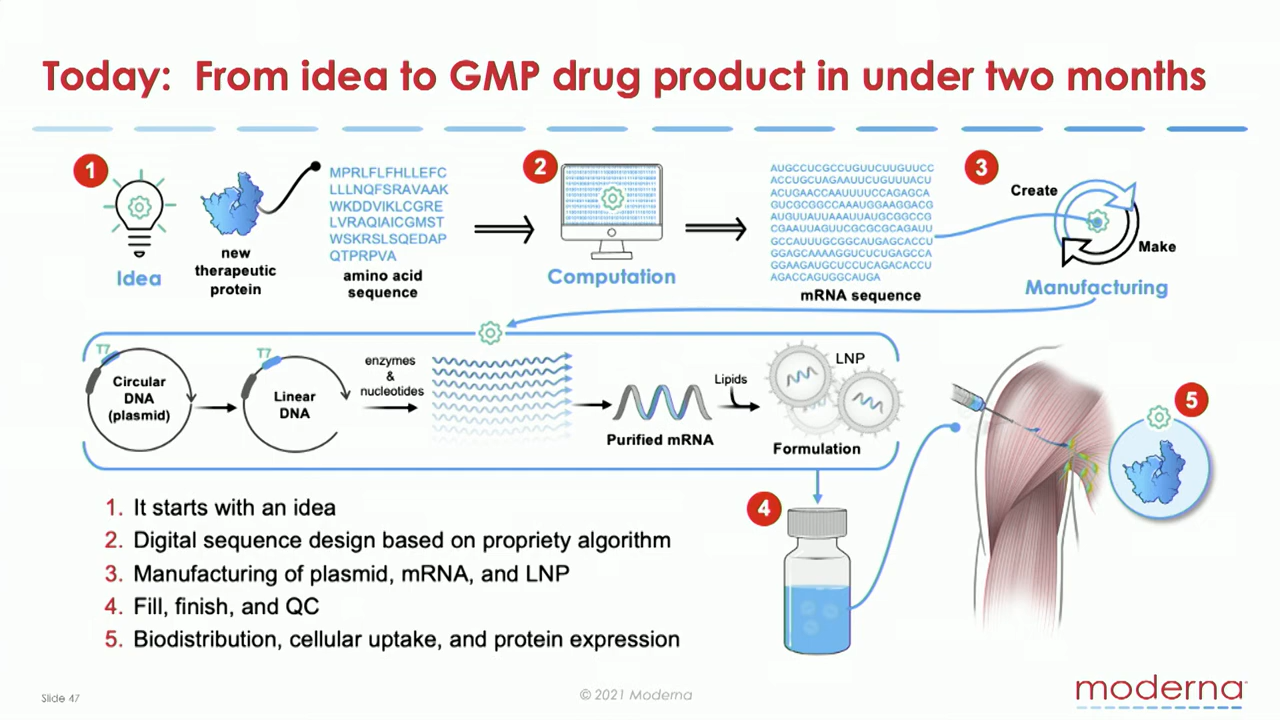 Today:  From idea to GMP drug product in under two months
1
Idea
new
therapeutic
protein
MPRLFLFHLLEFC
LLLNQFSRAVAAK
WKDDVIKLCGRE
LVRAQIAICGMST
WSKRSLSQEDAP
QTPRPVA
amino acid
sequence
2
Computation
AUGCCUCGCCUGUUCUUGUUCC
ACCUGCUAGAAUUCUGUUUACU
ACUGAACCAAUUUUCCAGAGCA
GUCGCGGCCAAAUGGAAGGACG
AUGUUAUUAAAUUAUGCGGCCG
CGAAUUAGUUCGCGCGCAGAUU
GCCAUUUGCGGCAUGAGCACCU
GGAGCAAAAGGUCUCUGAGCCA
GGAAGAUGCUCCUCAGACACCU
AGACCAGUGGCAUGA
mRNA sequence
3
Create
Make
Manufacturing
T7
Circular
DNA
(plasmid)
T7
Linear
DNA
enzymes
&
nucleotides
Purified mRNA
Lipids
LNP
Formulation
4
5
1. It starts with an idea
2. Digital sequence design based on propriety algorithm
3. Manufacturing of plasmid, mRNA, and LNP
4. Fill, finish, and QC
5. Biodistribution, cellular uptake, and protein expression
Slide 47
© 2021 Moderna
moderna